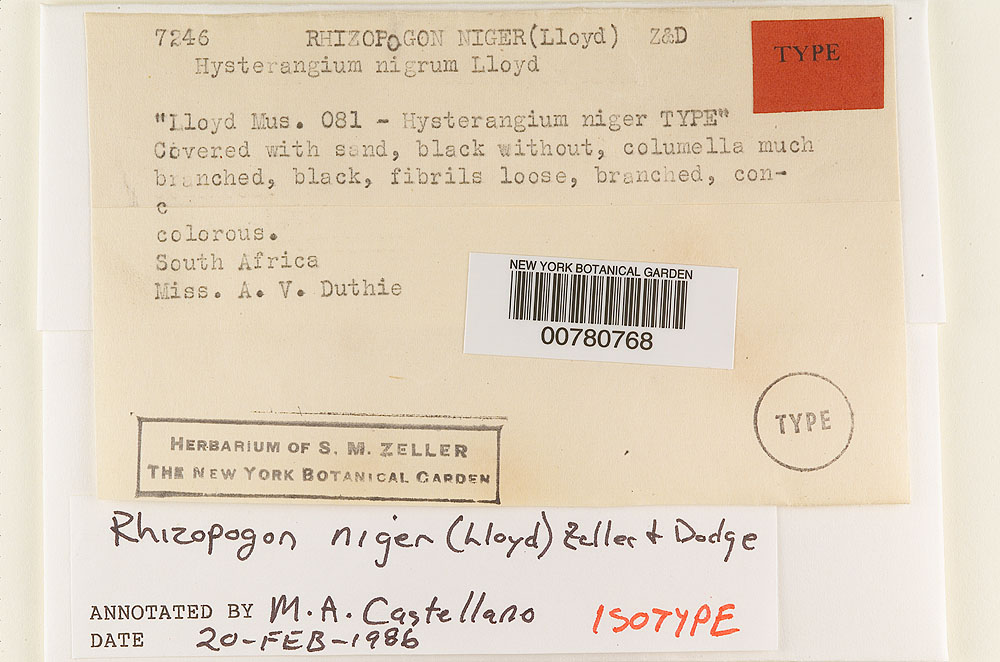 7246 RHIZOPOGON NIGER(Lloyd) Z&D
TYPE
Hysterangium nigrum Lloyd
"Lloyd Mus. 081 - Hysterangium niger TYPE"
Covered with sand, black without, columella much
branched, black, fibrils loose, branched, con-
c
colorous.
South Africa
Miss. A. V. Duthie
NEW YORK BOTANICAL GARDEN
00780768
TYPE
HERBARIUM OF S. M. ZELLER
THE NEW YORK BOTANICAL GARDEN
Rhizopogon niger (Lloyd) Zeller + Dodge
ANNOTATED BY M.A. Castellano
ISOTYPE
DATE 20-FEB-1986